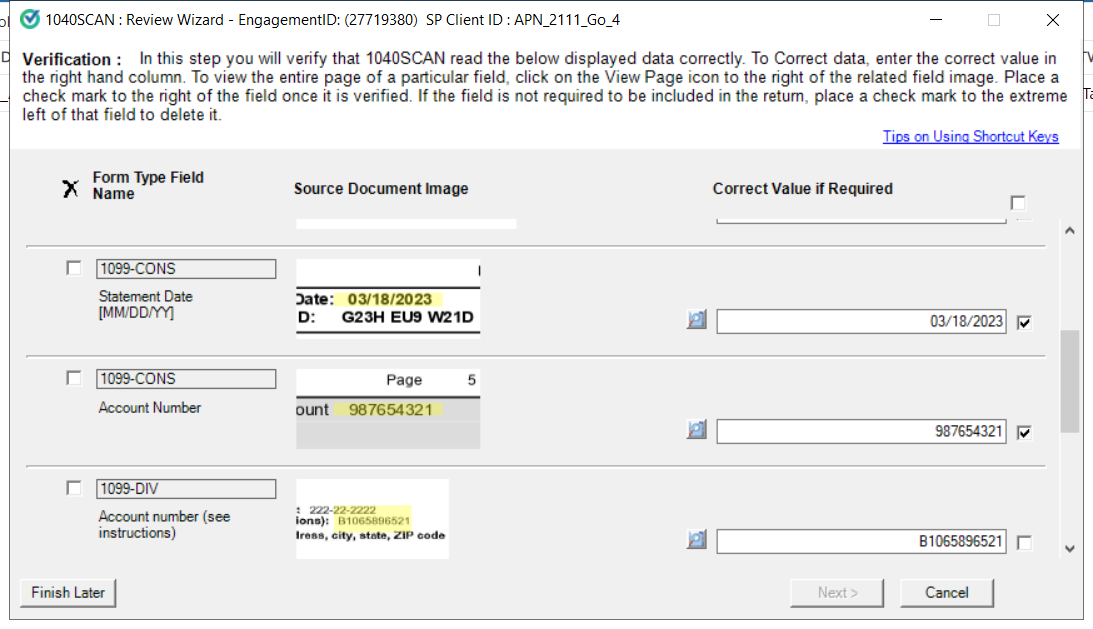 1040SCAN : Review Wizard - EngagementID: (27719380)  SP Client ID : APN_2111_Go_4
Verification :   In this step you will verify that 1040SCAN read the below displayed data correctly. To Correct data, enter the correct value in
the right hand column. To view the entire page of a particular field, click on the View Page icon to the right of the related field image. Place a
check mark to the right of the field once it is verified. If the field is not required to be included in the return, place a check mark to the extreme
left of that field to delete it.
Tips on Using Shortcut Keys
Form Type Field
Name
Source Document Image
Correct Value if Required
1099-CONS
Statement Date
[MM/DD/YY]
Date: 03/18/2023
D: G23H EU9 W21D
03/18/2023
1099-CONS
Account Number
Page 5
ount 987654321
987654321
1099-DIV
Account number (see
instructions)
: 222-22-2222
ions): B1065896521
lress, city, state, ZIP code
B1065896521
Finish Later
Next >
Cancel